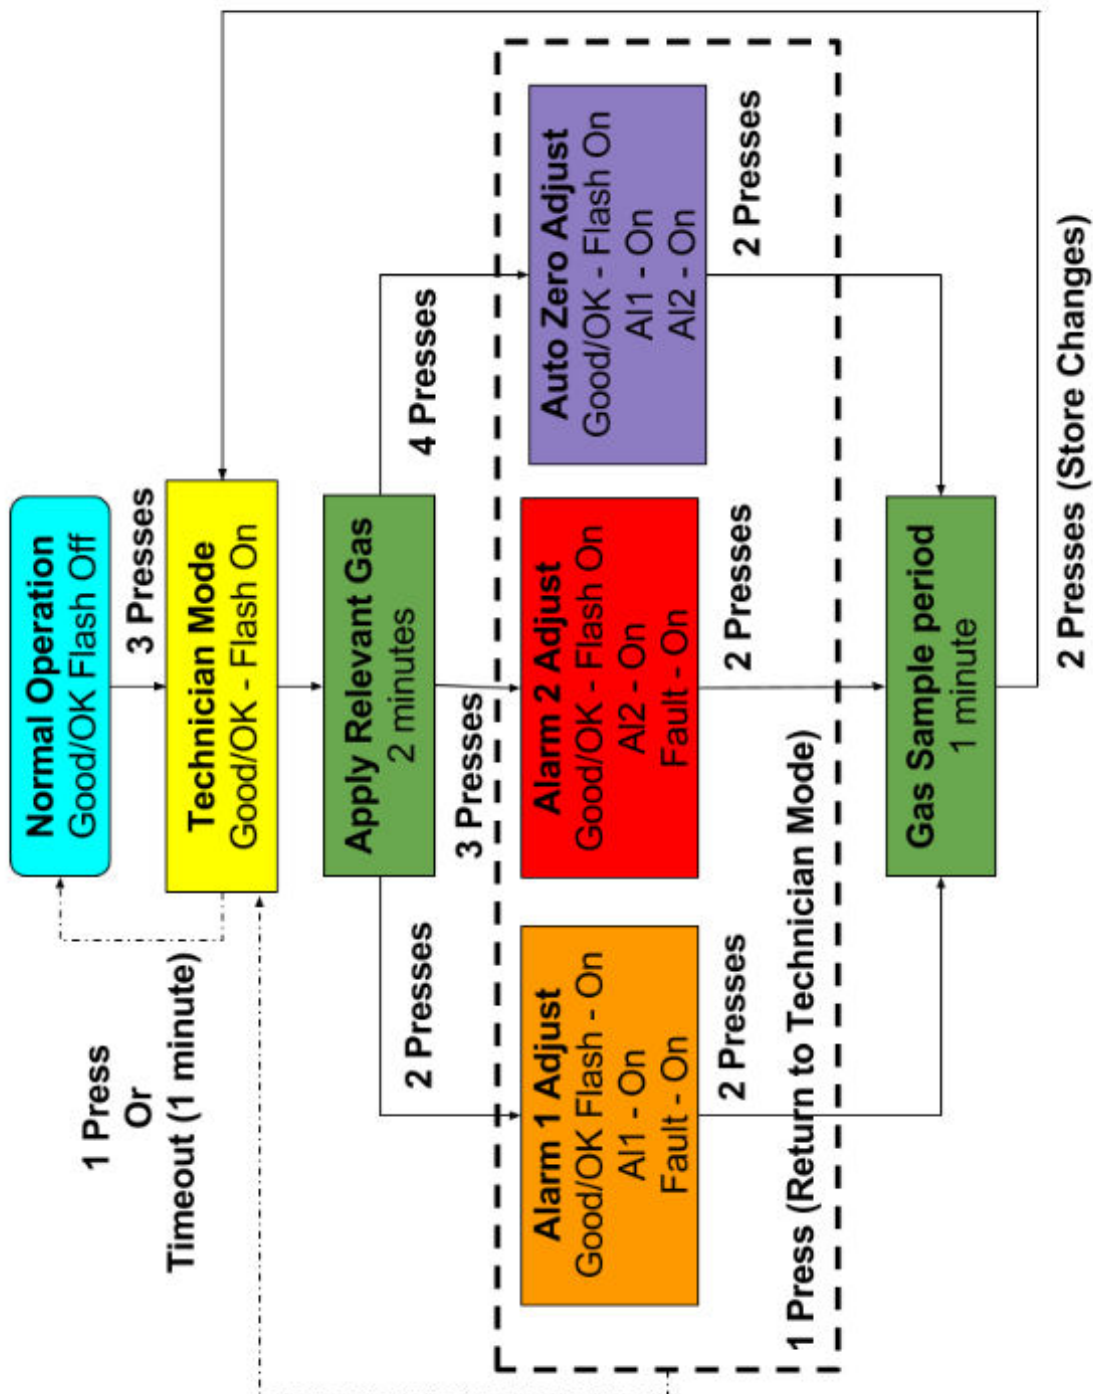 Normal Operation
Good/OK Flash Off
3 Presses
1 Press
Or
Timeout (1 minute)
Technician Mode
Good/OK - Flash On
Apply Relevant Gas
2 minutes
2 Presses
3 Presses
4 Presses
Alarm 1 Adjust
Good/OK Flash - On
Al1 - On
Fault - On
Alarm 2 Adjust
Good/OK - Flash On
Al2 - On
Fault - On
Auto Zero Adjust
Good/OK - Flash On
Al1 - On
Al2 - On
2 Presses
2 Presses
2 Presses
1 Press (Return to Technician Mode)
Gas Sample period
1 minute
2 Presses (Store Changes)